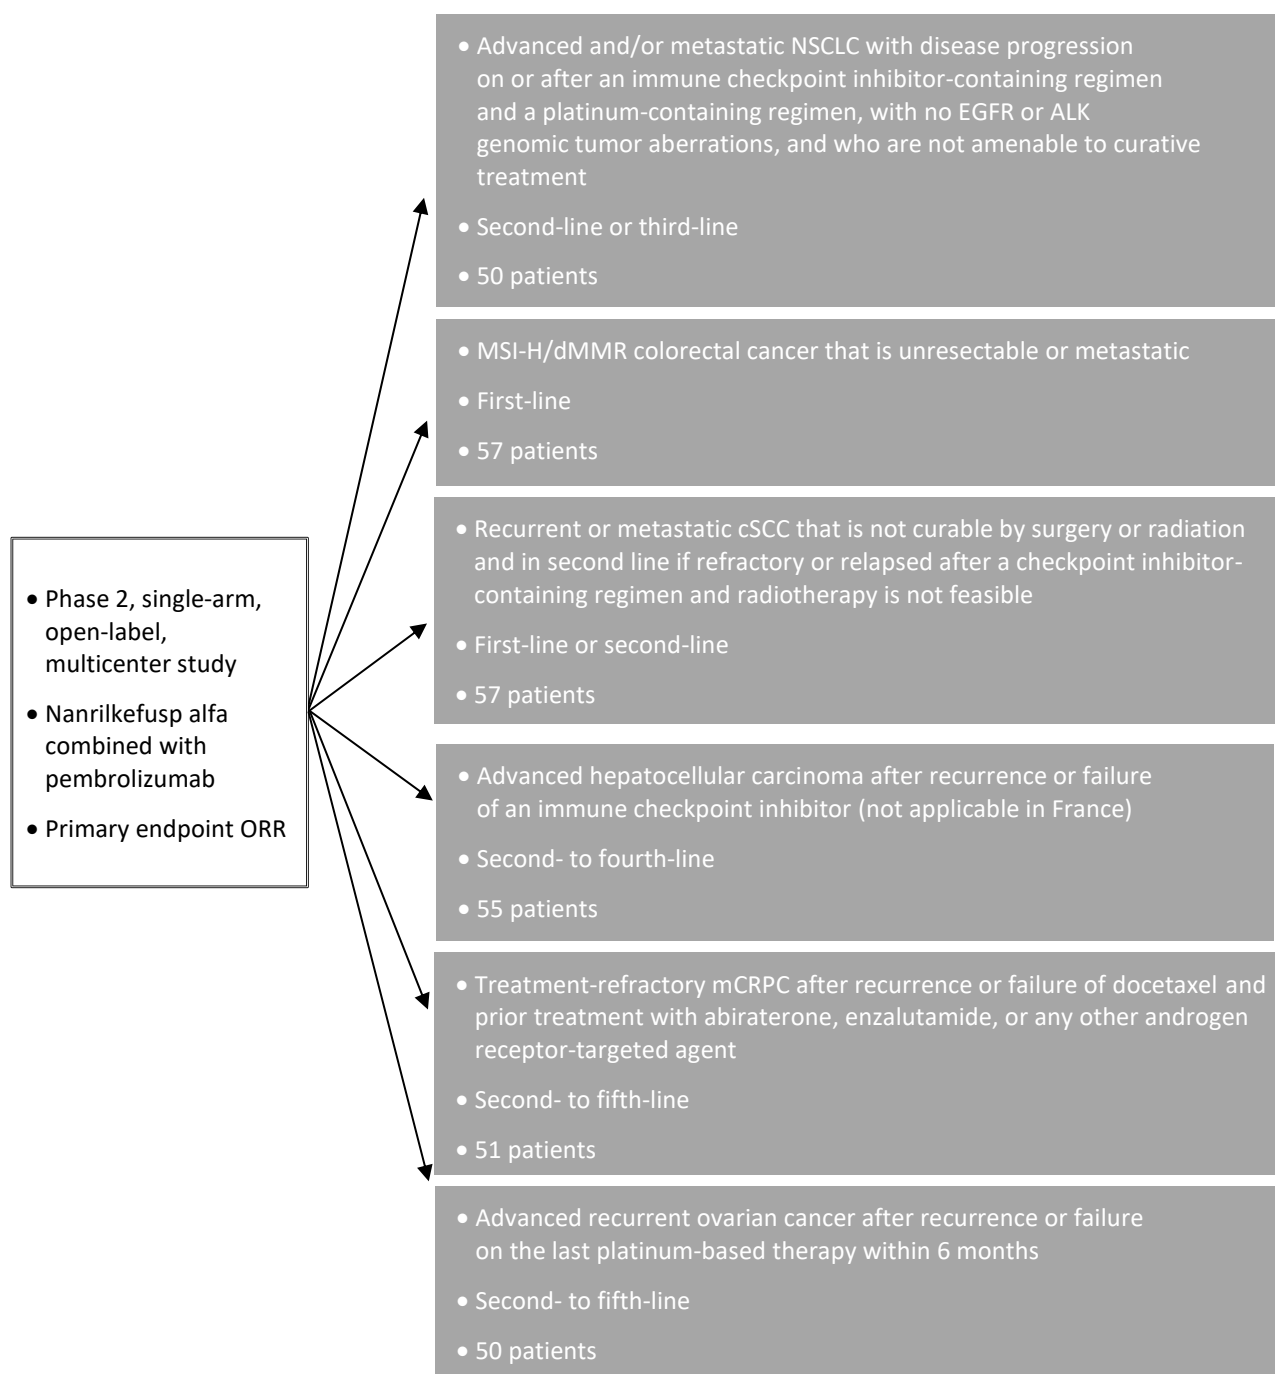 • Phase 2, single-arm,
open-label,
multicenter study
• Nanrilkefusp alfa
combined with
pembrolizumab
• Primary endpoint ORR
• Advanced and/or metastatic NSCLC with disease progression
on or after an immune checkpoint inhibitor-containing regimen
and a platinum-containing regimen, with no EGFR or ALK
genomic tumor aberrations, and who are not amenable to curative
treatment
• Second-line or third-line
• 50 patients
• MSI-H/dMMR colorectal cancer that is unresectable or metastatic
• First-line
• 57 patients
• Recurrent or metastatic cSCC that is not curable by surgery or radiation
and in second line if refractory or relapsed after a checkpoint inhibitor-
containing regimen and radiotherapy is not feasible
• First-line or second-line
• 57 patients
• Advanced hepatocellular carcinoma after recurrence or failure
of an immune checkpoint inhibitor (not applicable in France)
• Second- to fourth-line
• 55 patients
• Treatment-refractory mCRPC after recurrence or failure of docetaxel and
prior treatment with abiraterone, enzalutamide, or any other androgen
receptor-targeted agent
• Second- to fifth-line
• 51 patients
• Advanced recurrent ovarian cancer after recurrence or failure
on the last platinum-based therapy within 6 months
• Second- to fifth-line
• 50 patients